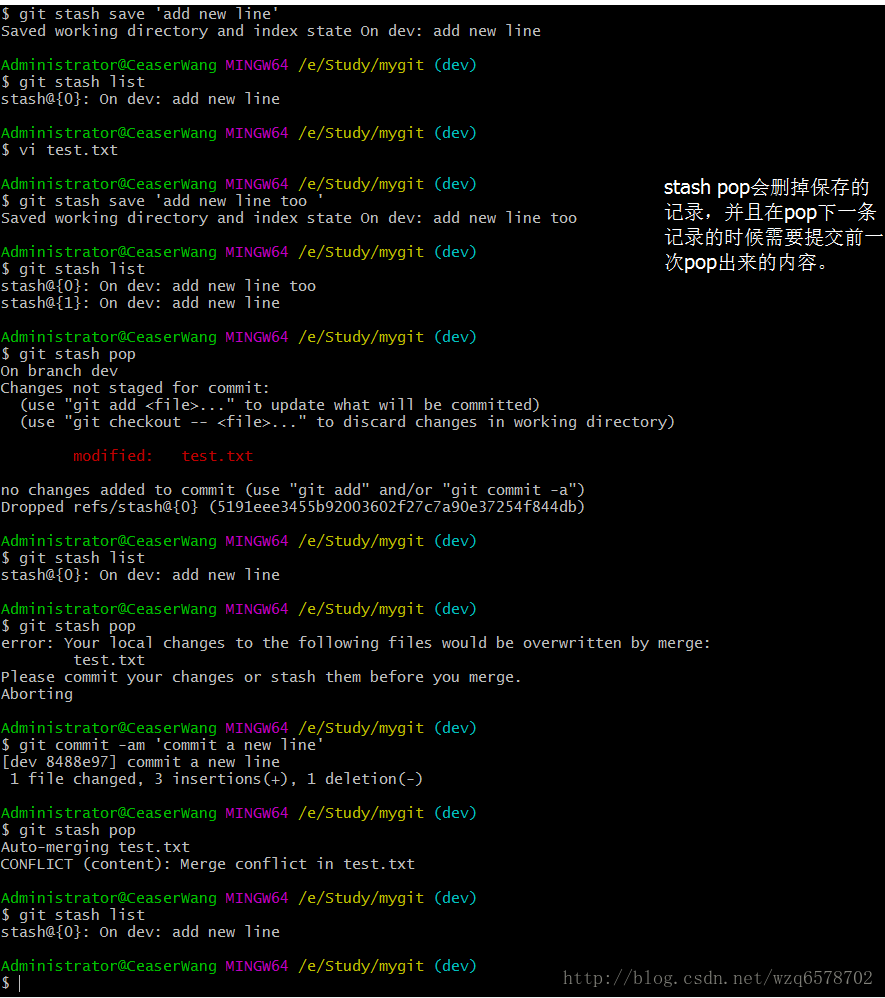 $ git stash save 'add new line'
Saved working directory and index state On dev: add new line
Administrator@CeaserWang MINGW64 /e/Study/mygit (dev)
$ git stash list
stash@{0}: On dev: add new line
Administrator@CeaserWang MINGW64 /e/Study/mygit (dev)
$ vi test.txt
Administrator@CeaserWang MINGW64 /e/Study/mygit (dev)
$ git stash save 'add new line too '
Saved working directory and index state On dev: add new line too
stash pop会删掉保存的
记录，并且在pop下一条
记录的时候需要提交前一
次pop出来的内容。
Administrator@CeaserWang MINGW64 /e/Study/mygit (dev)
$ git stash list
stash@{0}: On dev: add new line too
stash@{1}: On dev: add new line
Administrator@CeaserWang MINGW64 /e/Study/mygit (dev)
$ git stash pop
On branch dev
Changes not staged for commit:
  (use "git add <file>..." to update what will be committed)
  (use "git checkout -- <file>..." to discard changes in working directory)
        modified:   test.txt
no changes added to commit (use "git add" and/or "git commit -a")
Dropped refs/stash@{0} (5191eee3455b92003602f27c7a90e37254f844db)
Administrator@CeaserWang MINGW64 /e/Study/mygit (dev)
$ git stash list
stash@{0}: On dev: add new line
Administrator@CeaserWang MINGW64 /e/Study/mygit (dev)
$ git stash pop
error: Your local changes to the following files would be overwritten by merge:
        test.txt
Please commit your changes or stash them before you merge.
Aborting
Administrator@CeaserWang MINGW64 /e/Study/mygit (dev)
$ git commit -am 'commit a new line'
[dev 8488e97] commit a new line
 1 file changed, 3 insertions(+), 1 deletion(-)
Administrator@CeaserWang MINGW64 /e/Study/mygit (dev)
$ git stash pop
Auto-merging test.txt
CONFLICT (content): Merge conflict in test.txt
Administrator@CeaserWang MINGW64 /e/Study/mygit (dev)
$ git stash list
stash@{0}: On dev: add new line
Administrator@CeaserWang MINGW64 /e/Study/mygit (dev)
$
http://blog.csdn.net/wzq6578702